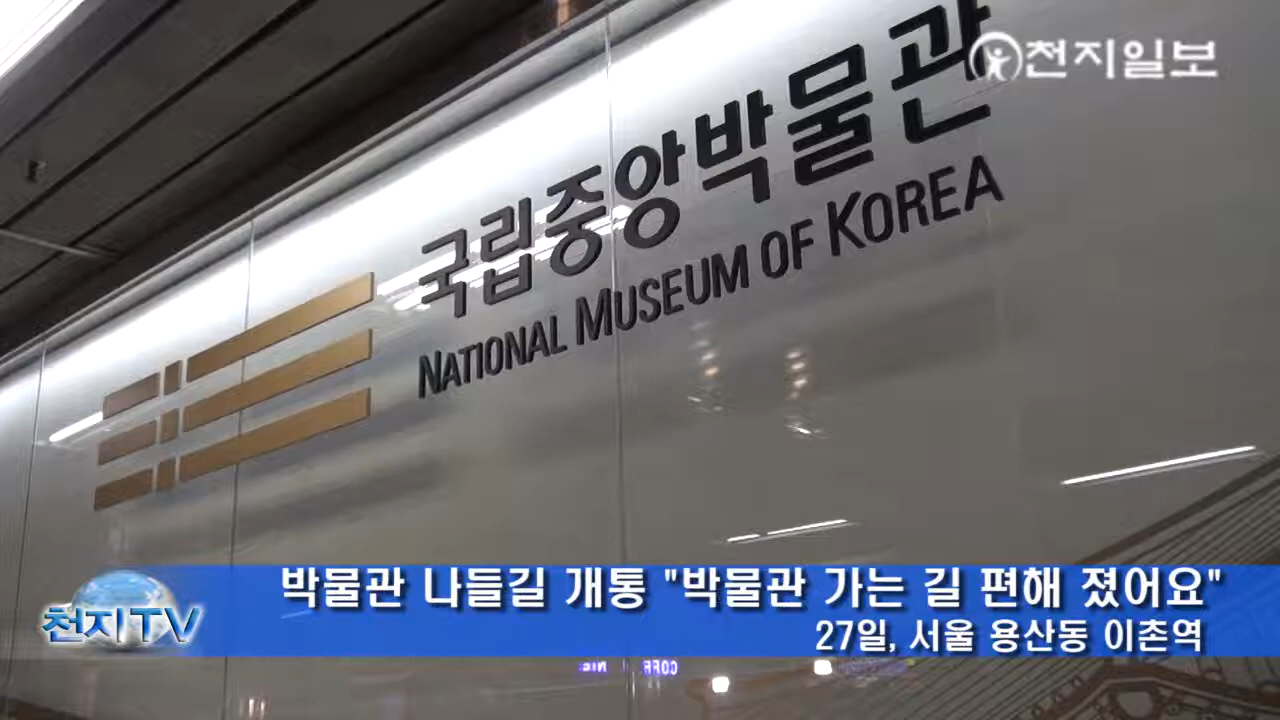 천지일보
국립중앙박물관
NATIONAL MUSEUM OF KOREA
박물관 나들길 개통 "박물관 가는 길 편해 졌어요"
천지TV
27일, 서울 용산동 이촌역